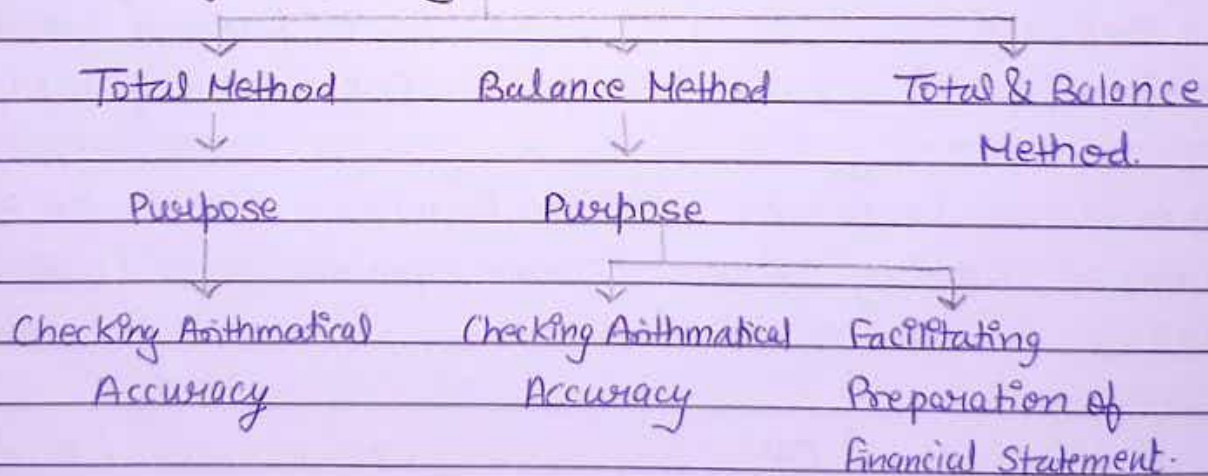 Total Method Balance Method Total & Balance
Method.
Purpose Purpose
Checking Arithmatical Checking Arithmatical Facilitating
Accuracy Accuracy Preparation of
financial Statement.